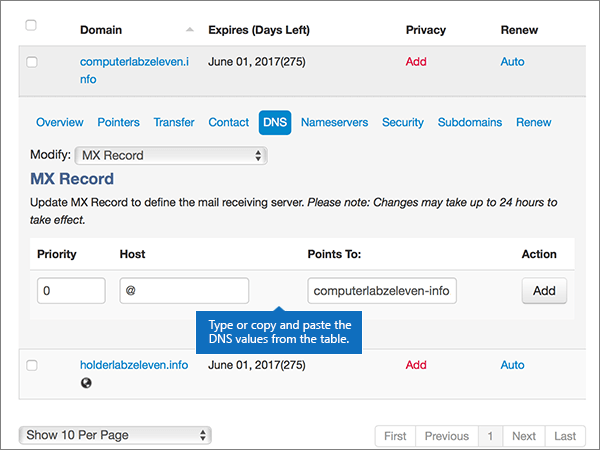 Domain Expires (Days Left) Privacy Renew
computerlabzeleven.i June 01, 2017(275) Add Auto
nfo
Overview Pointers Transfer Contact DNS Nameservers Security Subdomains Renew
Modify: MX Record
MX Record
Update MX Record to define the mail receiving server. Please note: Changes may take up to 24 hours to
take effect.
Priority Host Points To: Action
0 @ computerlabzeleven-info Add
Type or copy and paste the
DNS values from the table.
holderlabzeleven.info June 01, 2017(275) Add Auto
Show 10 Per Page First Previous 1 Next Last